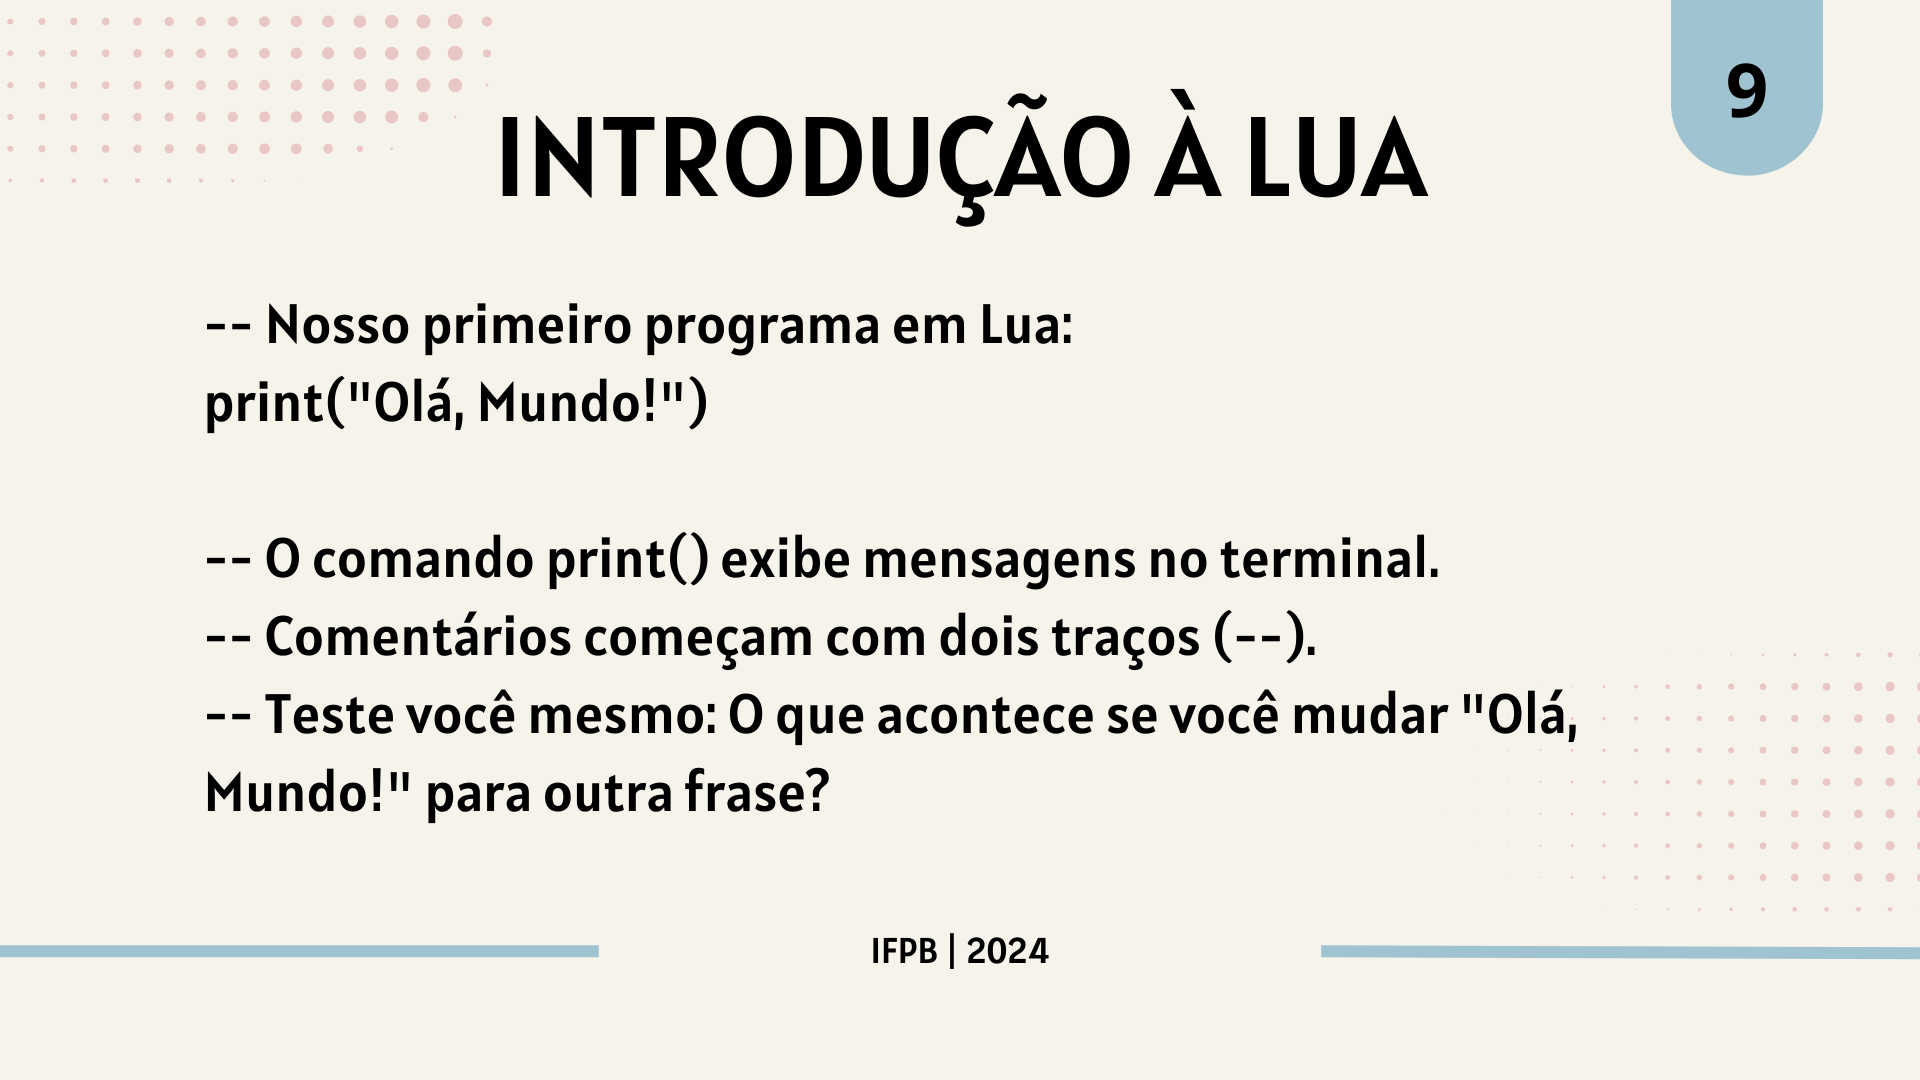 9
INTRODUÇÃO À LUA
-- Nosso primeiro programa em Lua:
print("Olá, Mundo!")
-- O comando print() exibe mensagens no terminal.
-- Comentários começam com dois traços (--).
-- Teste você mesmo: O que acontece se você mudar "Olá,
Mundo!" para outra frase?
IFPB | 2024